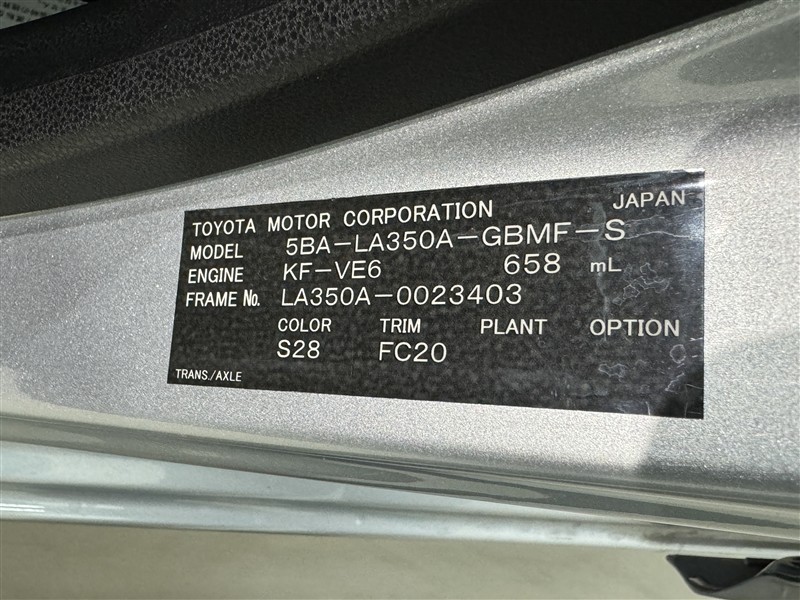 TOYOTA MOTOR CORPORATION JAPAN
MODEL 5BA-LA350A-GBMF-S
ENGINE KF-VE6 658 mL
FRAME No. LA350A-0023403
COLOR TRIM PLANT OPTION
S28 FC20
TRANS./AXLE